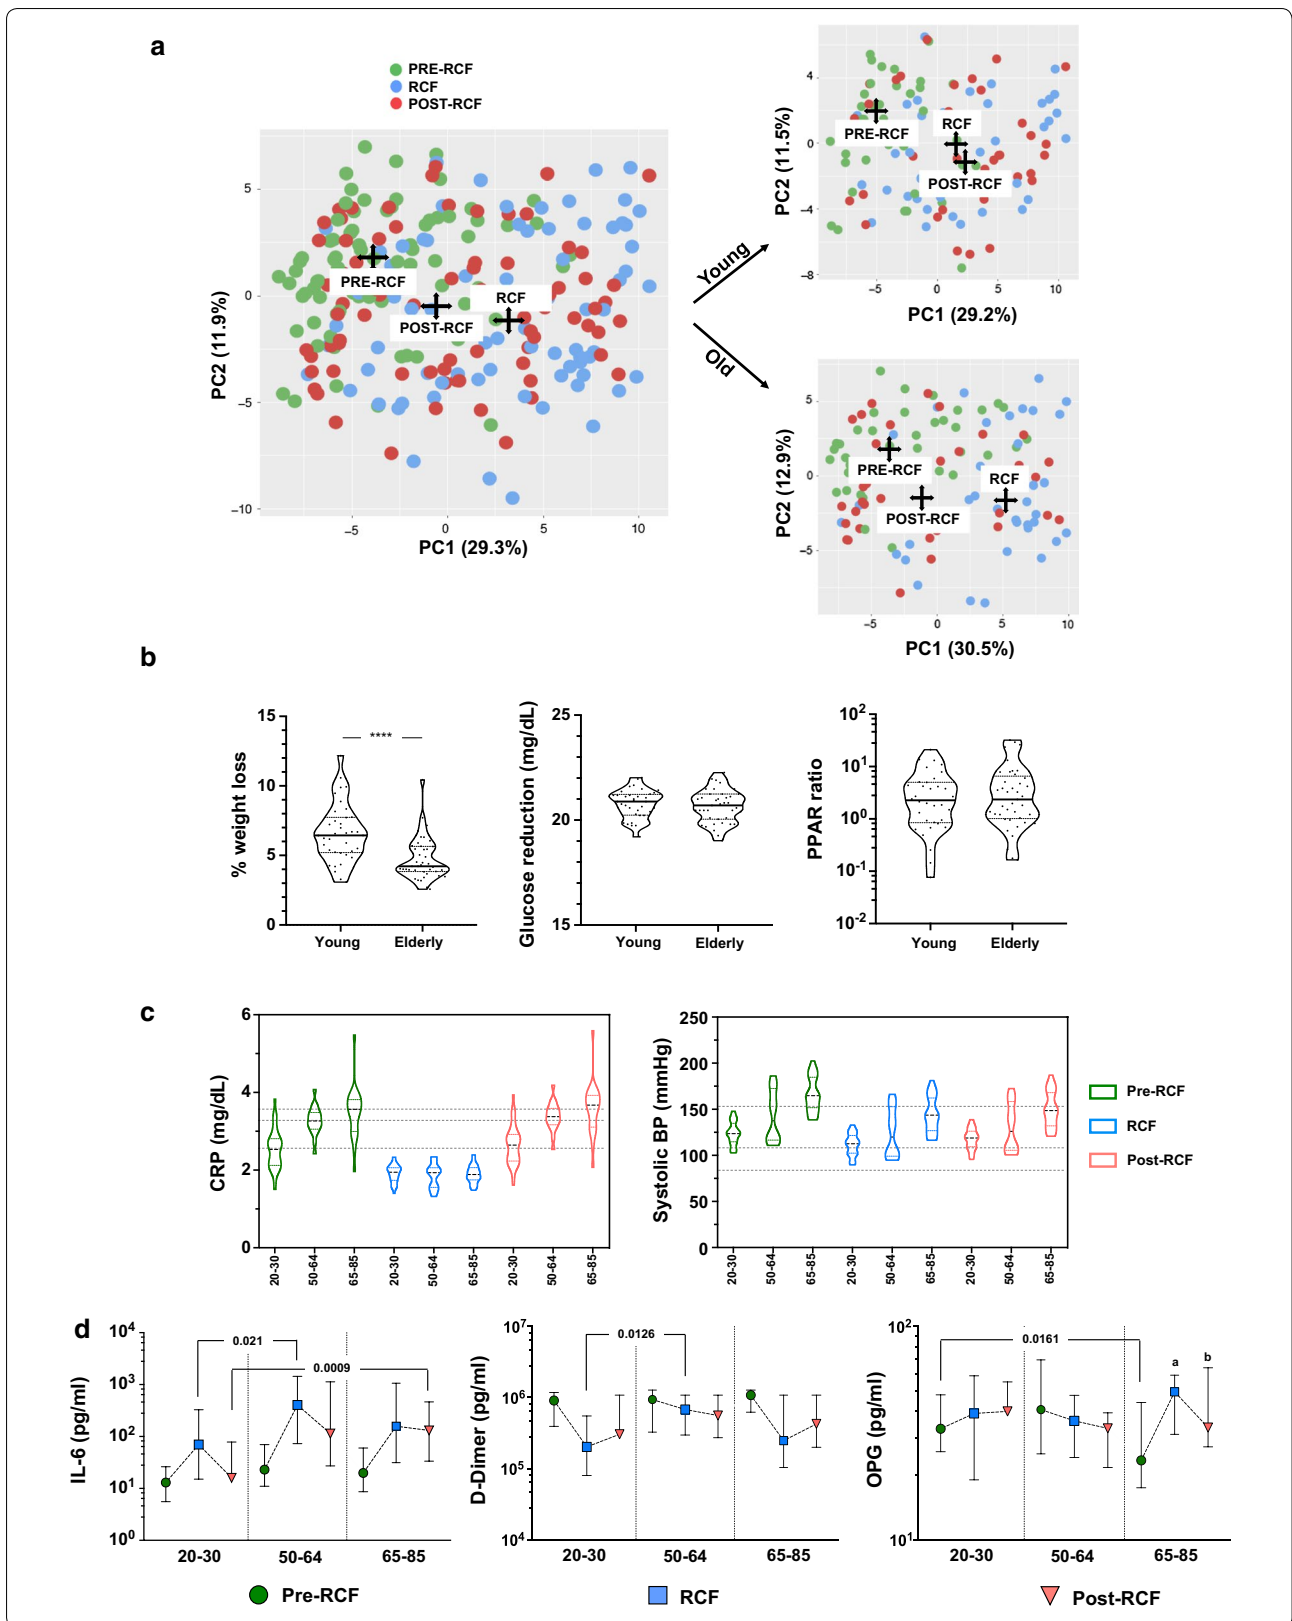 a
PRE-RCF
RCF
POST-RCF
PC2 (11.9%)
5
0
−5
−10
PRE-RCF
POST-RCF
RCF
−5
0
5
10
PC1 (29.3%)
Young
Old
PC2 (11.5%)
4
0
−4
−8
PRE-RCF
RCF
POST-RCF
−5
0
5
10
PC1 (29.2%)
PC2 (12.9%)
5
0
−5
PRE-RCF
POST-RCF
RCF
−5
0
5
10
PC1 (30.5%)
b
% weight loss
15
10
5
0
****
Young
Elderly
Glucose reduction (mg/dL)
25
20
15
Young
Elderly
PPAR ratio
10^2
10^1
10^0
10^-1
10^-2
Young
Elderly
c
CRP (mg/dL)
6
4
2
0
20-30
50-64
65-85
20-30
50-64
65-85
20-30
50-64
65-85
Systolic BP (mmHg)
250
200
150
100
50
0
20-30
50-64
65-85
20-30
50-64
65-85
20-30
50-64
65-85
Pre-RCF
RCF
Post-RCF
d
IL-6 (pg/ml)
10^4
10^3
10^2
10^1
10^0
0.021
0.0009
20-30
50-64
65-85
D-Dimer (pg/ml)
10^7
10^6
10^5
10^4
0.0126
20-30
50-64
65-85
OPG (pg/ml)
10^2
10^1
0.0161
a
b
20-30
50-64
65-85
Pre-RCF
RCF
Post-RCF